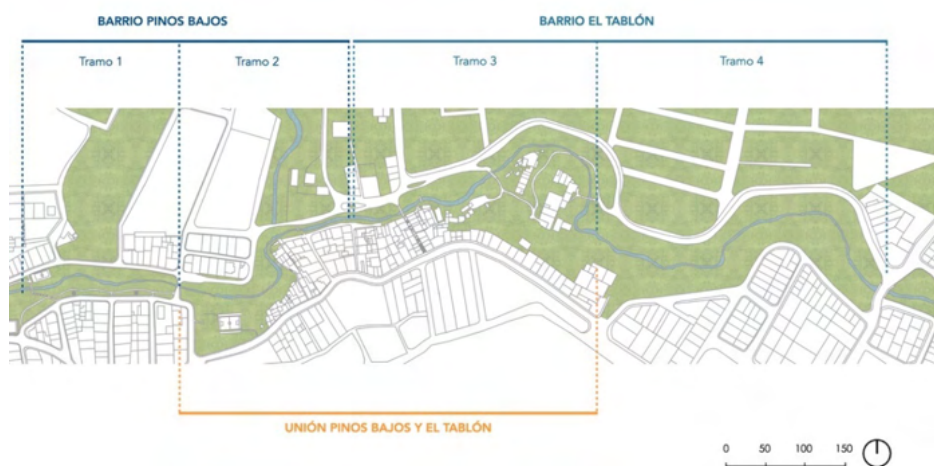 BARRIO PINOS BAJOS
BARRIO EL TABLÓN
Tramo 1
Tramo 2
Tramo 3
Tramo 4
UNIÓN PINOS BAJOS Y EL TABLÓN
0 50 100 150